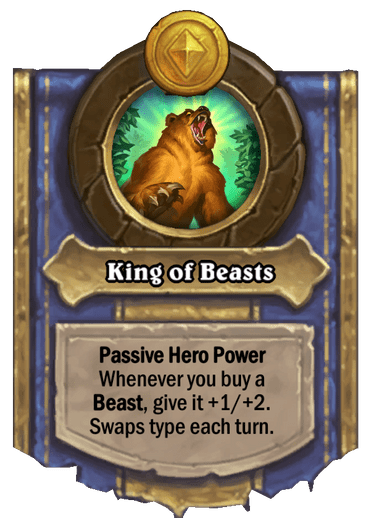 King of Beasts
Passive Hero Power
Whenever you buy a
Beast, give it +1/+2.
Swaps type each turn.